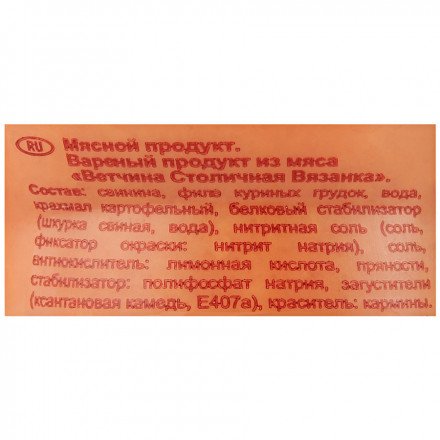 RU Мясной продукт.
Вареный продукт из мяса
«Ветчина Столичная Вязанка».
Состав: свинина, филе куриных грудок, вода,
крахмал картофельный, белковый стабилизатор
(шкурка свиная, вода), нитритная соль (соль,
фиксатор окраски: нитрит натрия), соль,
антиокислитель: лимонная кислота, пряности,
стабилизатор: полифосфат натрия, загустители
(ксантановая камедь, Е407а), краситель: кармины.